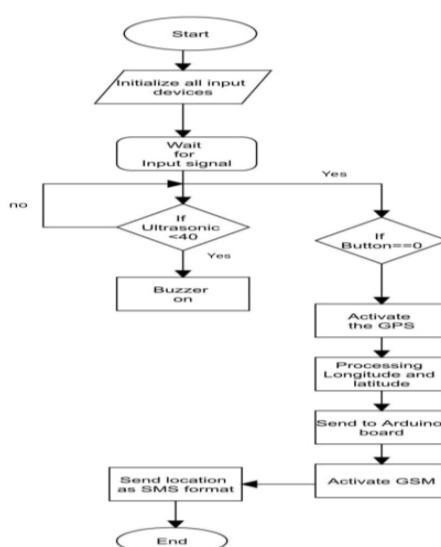 Start
Initialize all input
devices
Wait
for
Input signal
Yes
no
If
Ultrasonic
<40
If
Button==0
Yes
Buzzer
on
Activate
the GPS
Processing
Longitude and
latitude
Send to Arduino
board
Send location
as SMS format
Activate GSM
End